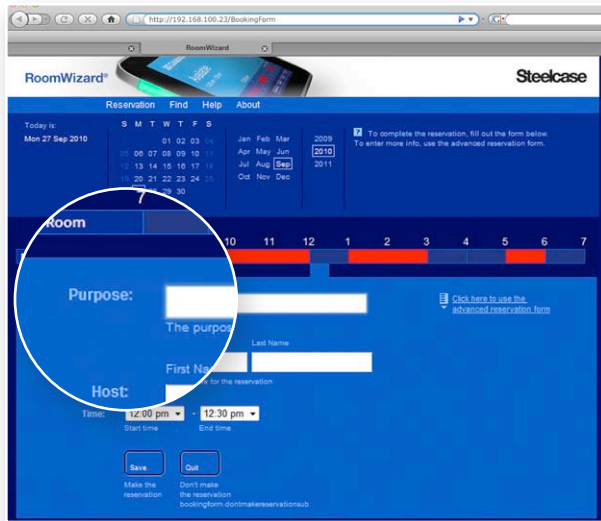 http://192.168.100.23/BookingForm
RoomWizard
RoomWizard®
Steelcase
Reservation Find Help About
Today is:
Mon 27 Sep 2010
S M T W T F S
01 02 03 04
05 06 07 08 09 10 11
12 13 14 15 16 17 18
19 20 21 22 23 24 25
29 30
Jan Feb Mar
Apr May Jun
Jul Aug Sep
Oct Nov Dec
2009
2010
2011
? To complete the reservation, fill out the form below.
To enter more info, use the advanced reservation form.
7
Room
10 11 12 1 2 3 4 5 6 7
Purpose:
The purpos
Click here to use the
advanced reservation form
Last Name
First Na
for the reservation
Host:
Time: 12:00 pm - 12:30 pm
Start time End time
Save Quit
Make the
reservation
Don't make
the reservation
bookingform.dontmakereservationsub